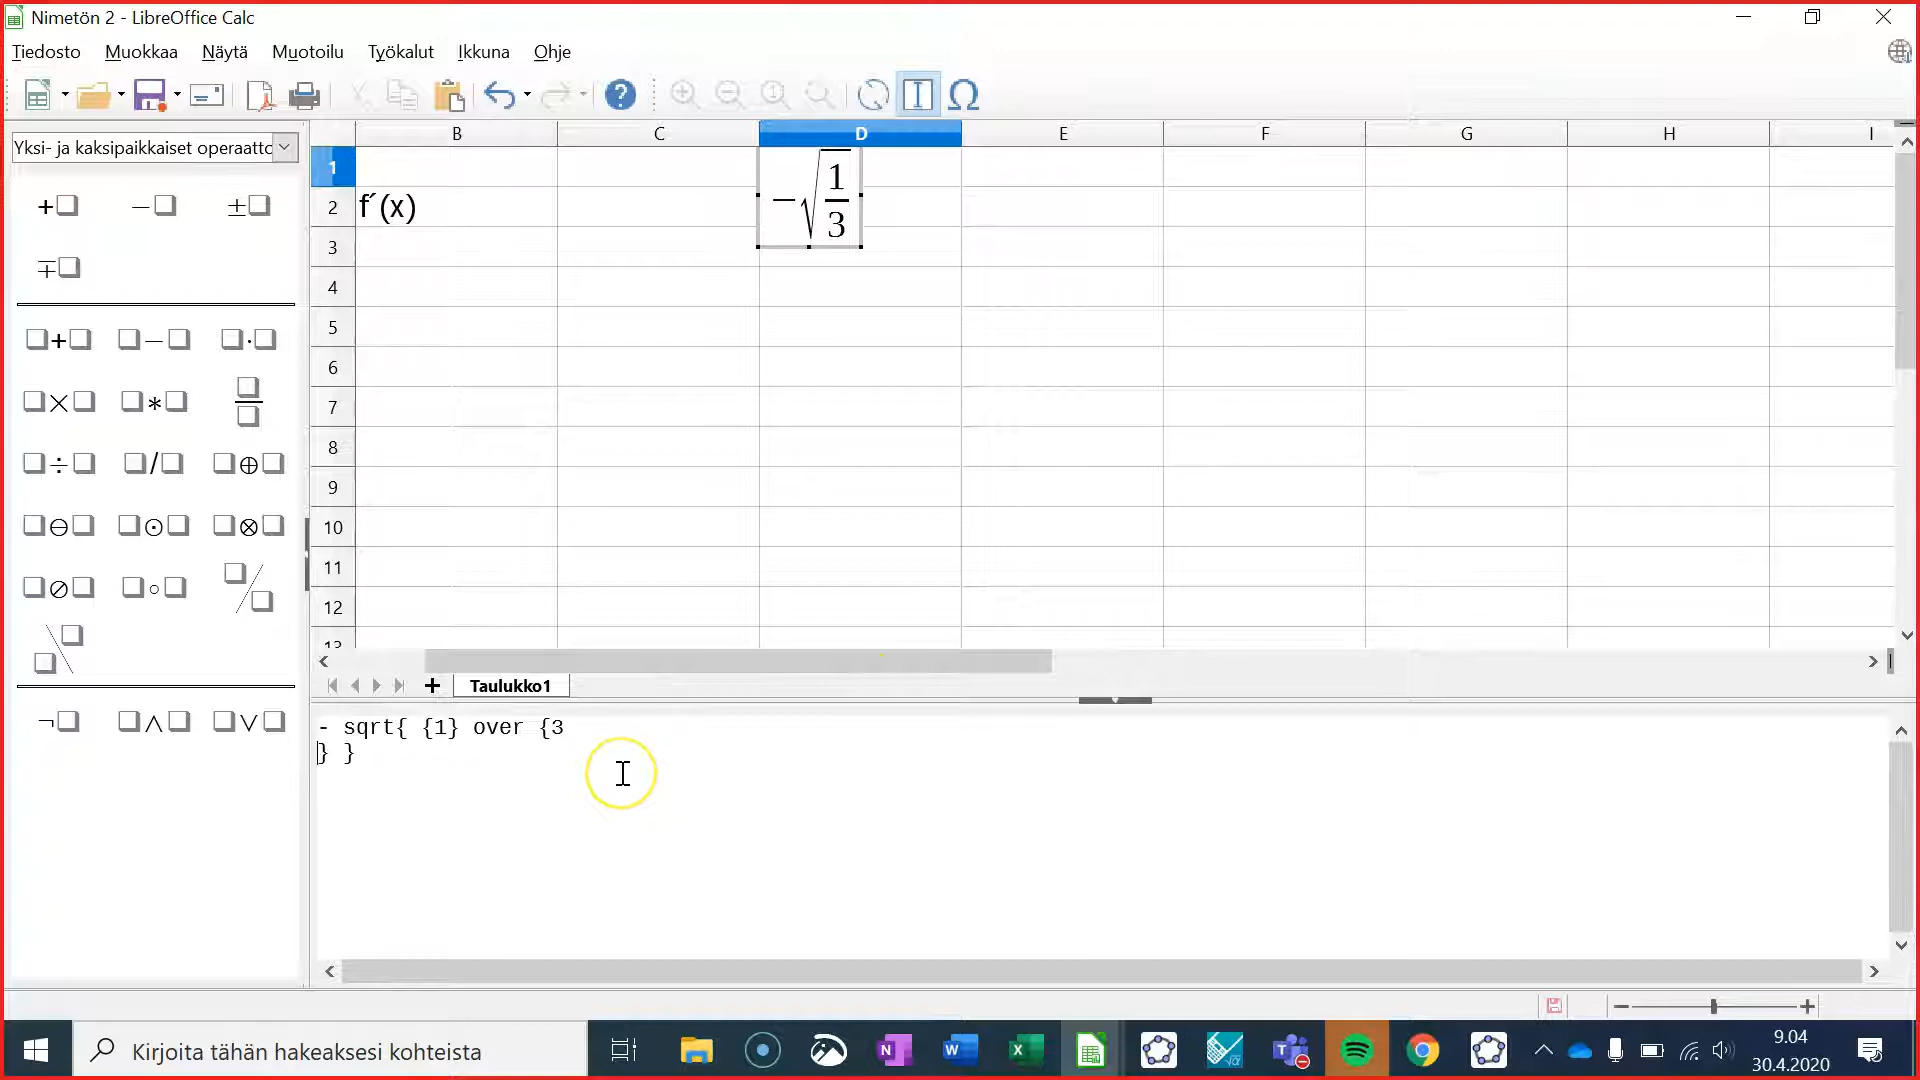 Nimetön 2 - LibreOffice Calc
Tiedosto Muokkaa Näytä Muotoilu Työkalut Ikkuna Ohje
Yksi- ja kaksipaikkaiset operaattc
+□ −□ ±□
∓□
□+□ □−□ □·□
□×□ □∗□ □/□
□÷□ □/□ □⊕□
□⊖□ □⊙□ □⊗□
□⊘□ □∘□ □/□
□\□
¬□ □∧□ □∨□
B C D E F G H I
1
2 f´(x)
−√1/3
3
4
5
6
7
8
9
10
11
12
13
Taulukko1
- sqrt{ {1} over {3
} }
Kirjoita tähän hakeaksesi kohteista
9.04
30.4.2020